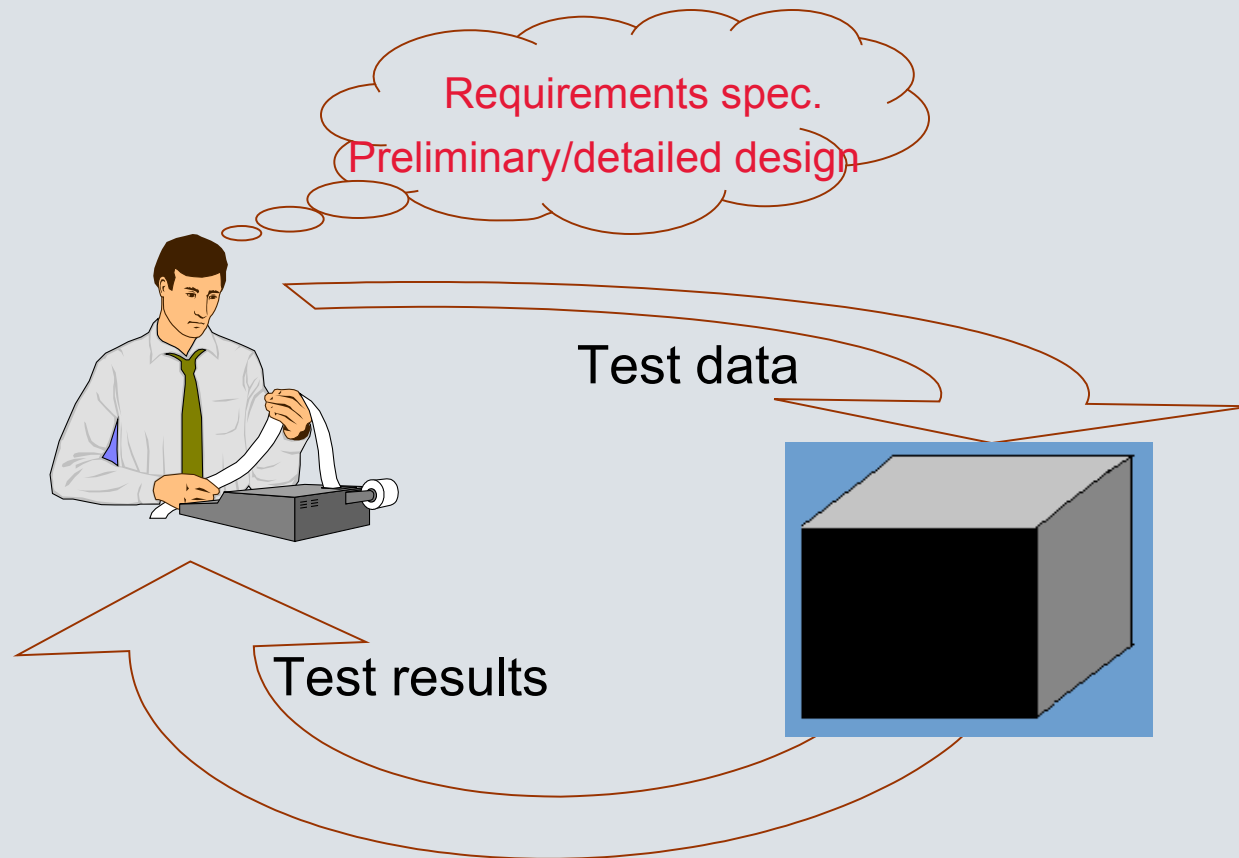 Requirements spec.
Preliminary/detailed design
Test data
Test results